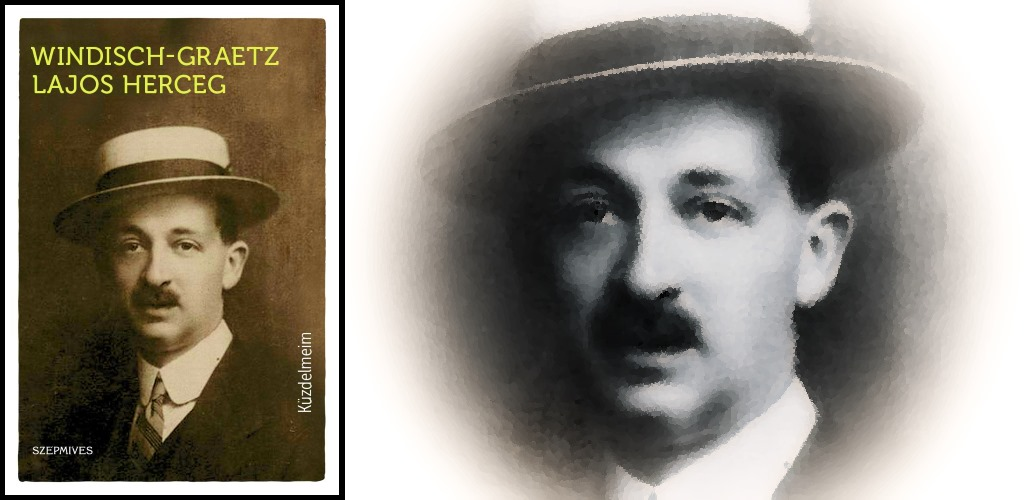 WINDISCH-GRAETZ
LAJOS HERCEG
Küzdelmeim
SZEPMIVES